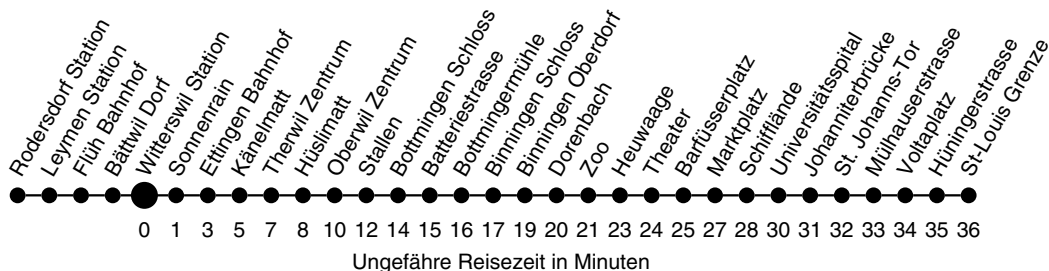 Rodersdorf Station
Leymen Station
Flüh Bahnhof
Bättwil Dorf
Witterswil Station
Sonnenrain
Ettingen Bahnhof
Känelmatt
Therwil Zentrum
Hüslimatt
Oberwil Zentrum
Stallen
Bottmingen Schloss
Batteriestrasse
Bottmingermühle
Binningen Schloss
Binningen Oberdorf
Dorenbach
Zoo
Heuwaage
Theater
Barfüsserplatz
Marktplatz
Schifflände
Universitätsspital
Johanniterbrücke
St. Johanns-Tor
Mülhauserstrasse
Voltaplatz
Hüningerstrasse
St-Louis Grenze
0 1 3 5 7 8 10 12 14 15 16 17 19 20 21 23 24 25 27 28 30 31 32 33 34 35 36
Ungefähre Reisezeit in Minuten